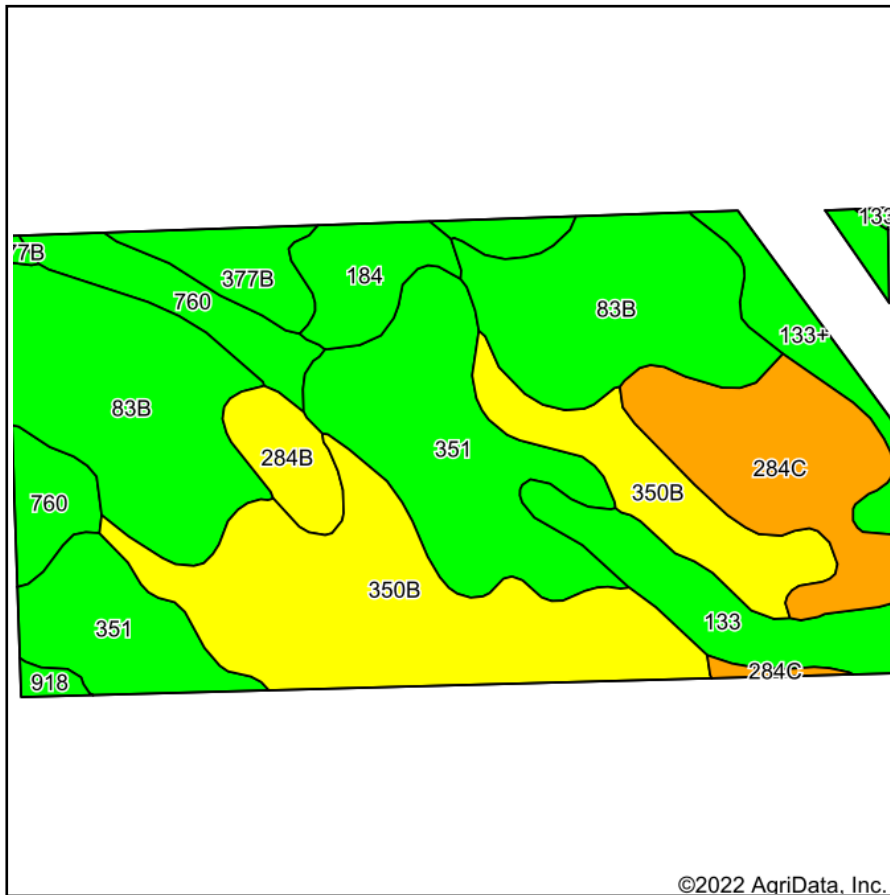 133
77B
377B
184
760
83B
133+
83B
351
284B
284C
350B
760
350B
351
133
284C
918
©2022 AgriData, Inc.